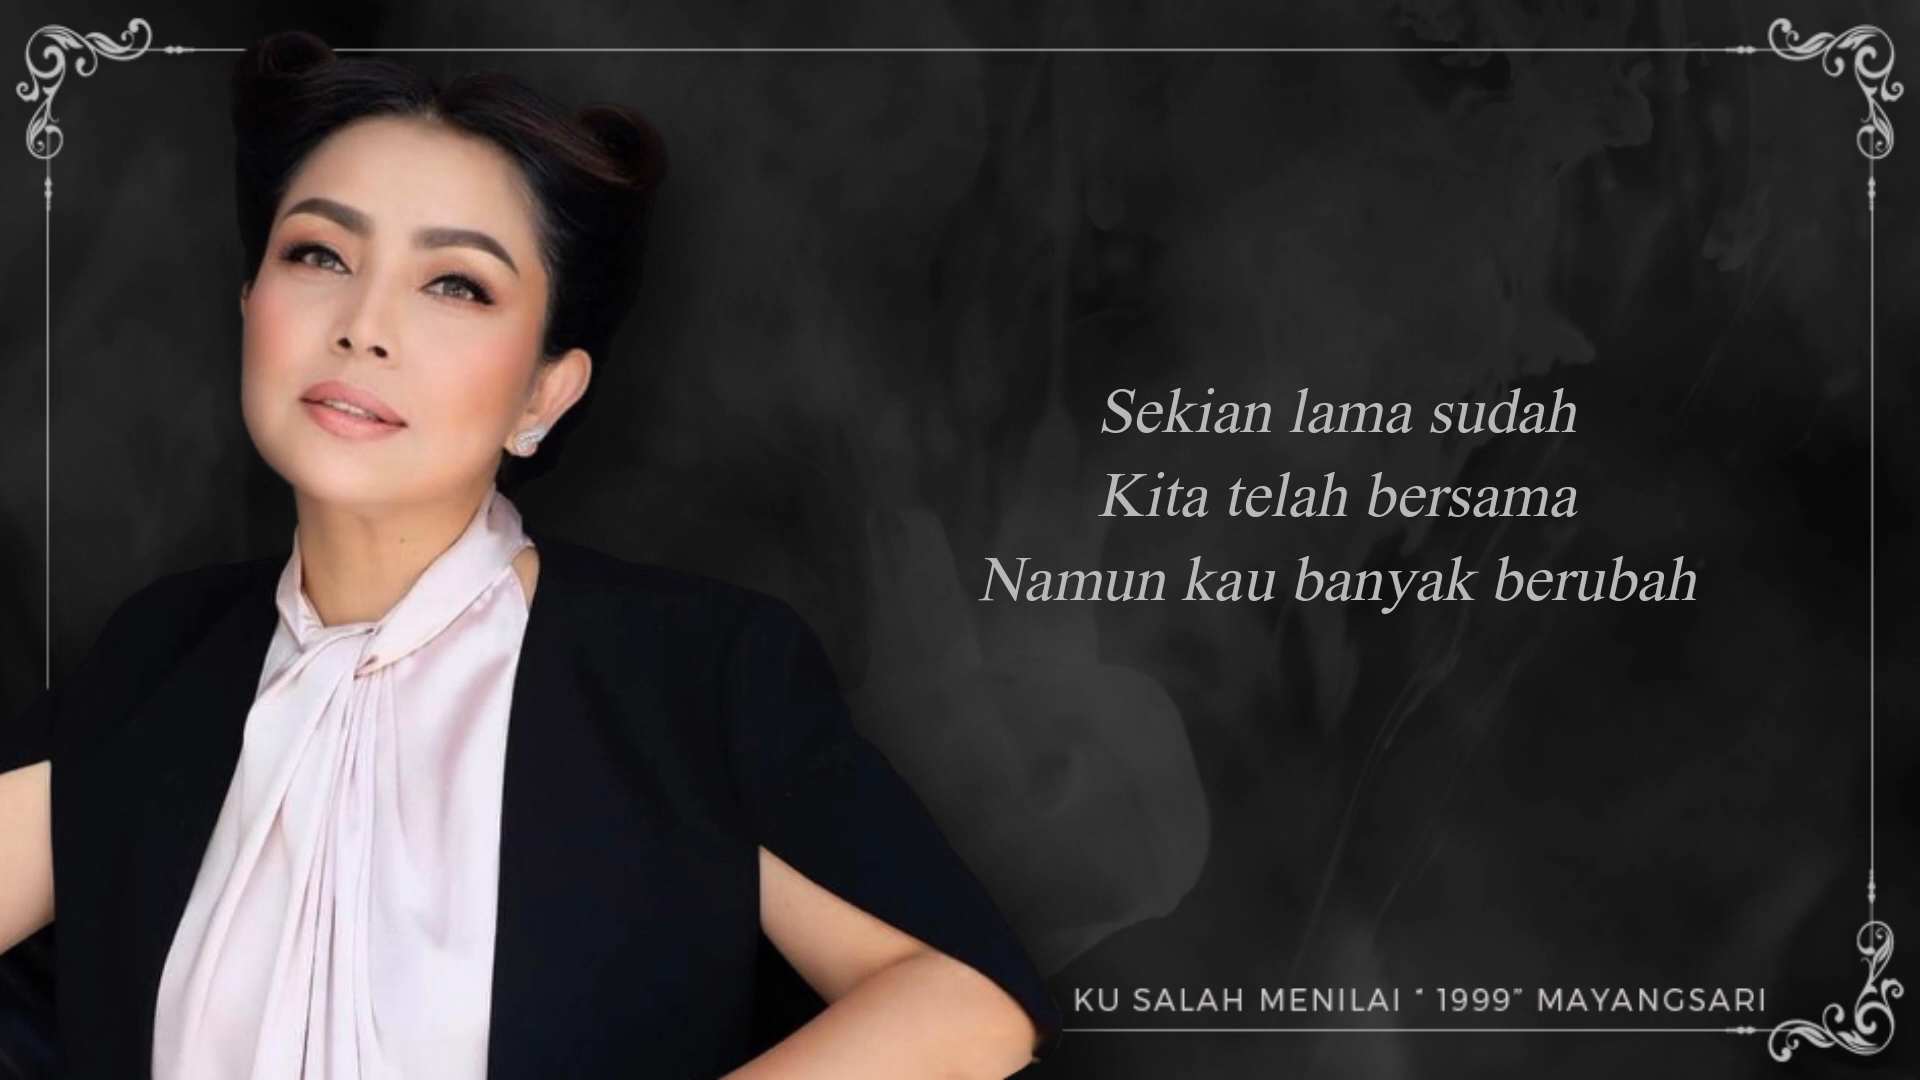 Sekian lama sudah
Kita telah bersama
Namun kau banyak berubah
KU SALAH MENILAI “ 1999” MAYANGSARI